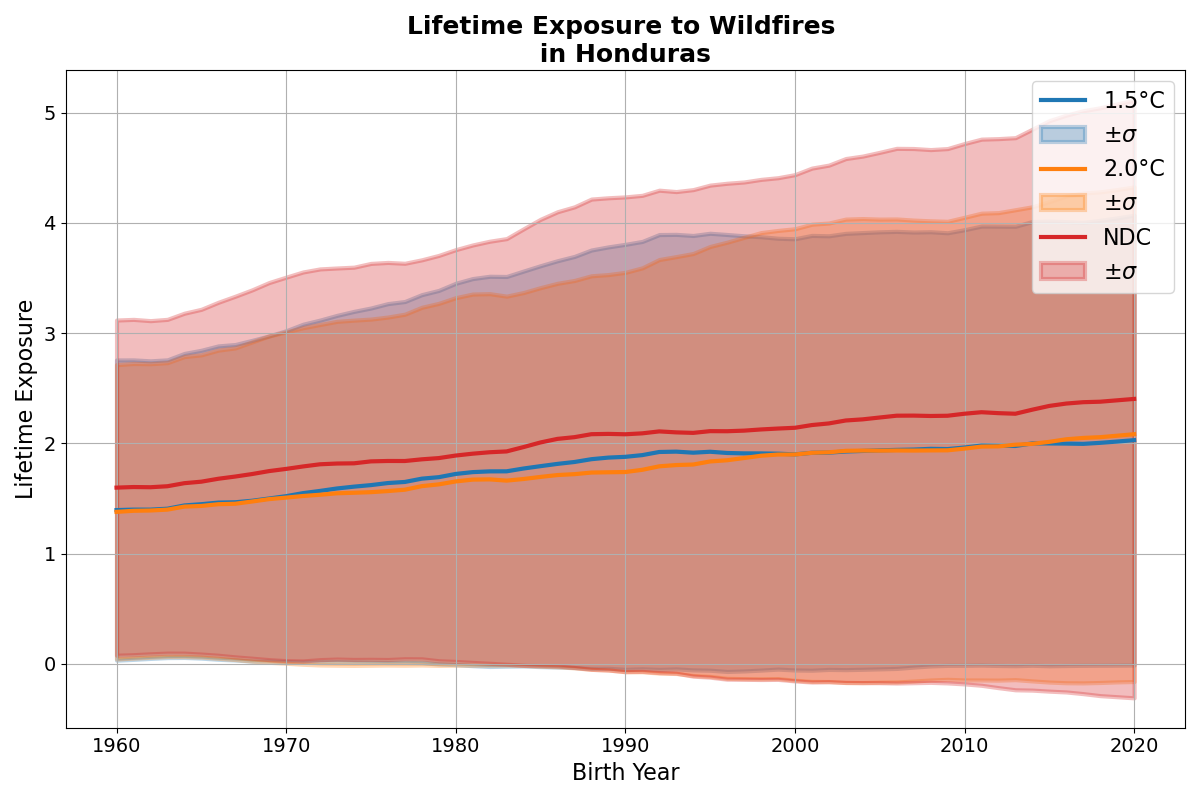 Lifetime Exposure to Wildfires
in Honduras
Lifetime Exposure
5
4
3
2
1
0
1960 1970 1980 1990 2000 2010 2020
Birth Year
1.5°C
±σ
2.0°C
±σ
NDC
±σ